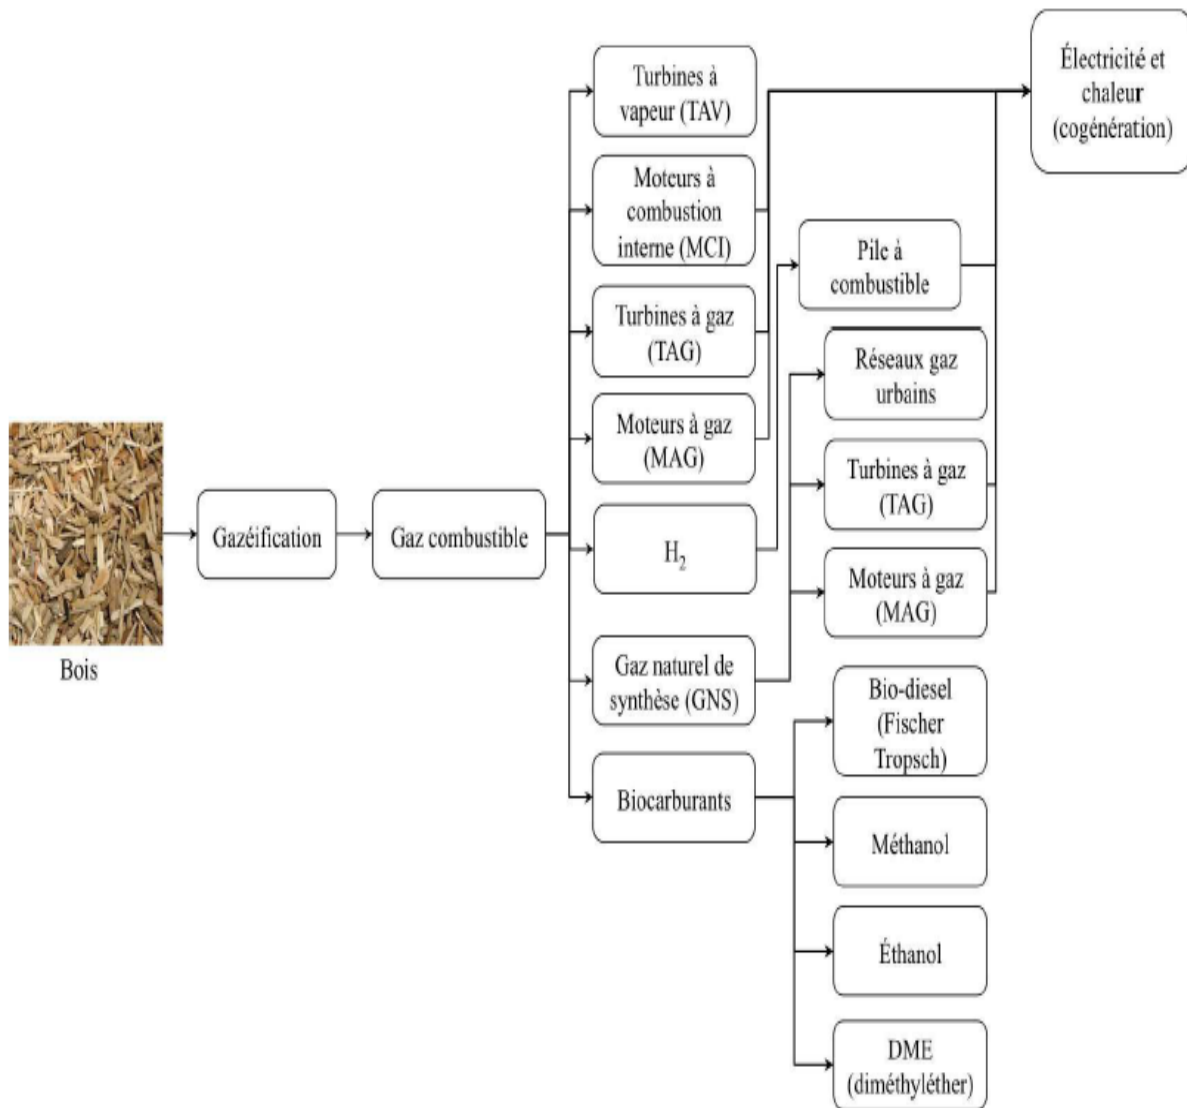 Turbines à
vapeur (TAV)
Électricité et
chaleur
(cogénération)
Moteurs à
combustion
interne (MCI)
Pile à
combustible
Turbines à gaz
(TAG)
Réseaux gaz
urbains
Moteurs à gaz
(MAG)
Turbines à gaz
(TAG)
Gazéification
Gaz combustible
H₂
Moteurs à gaz
(MAG)
Bois
Gaz naturel de
synthèse (GNS)
Bio-diesel
(Fischer
Tropsch)
Biocarburants
Méthanol
Éthanol
DME
(diméthyléther)